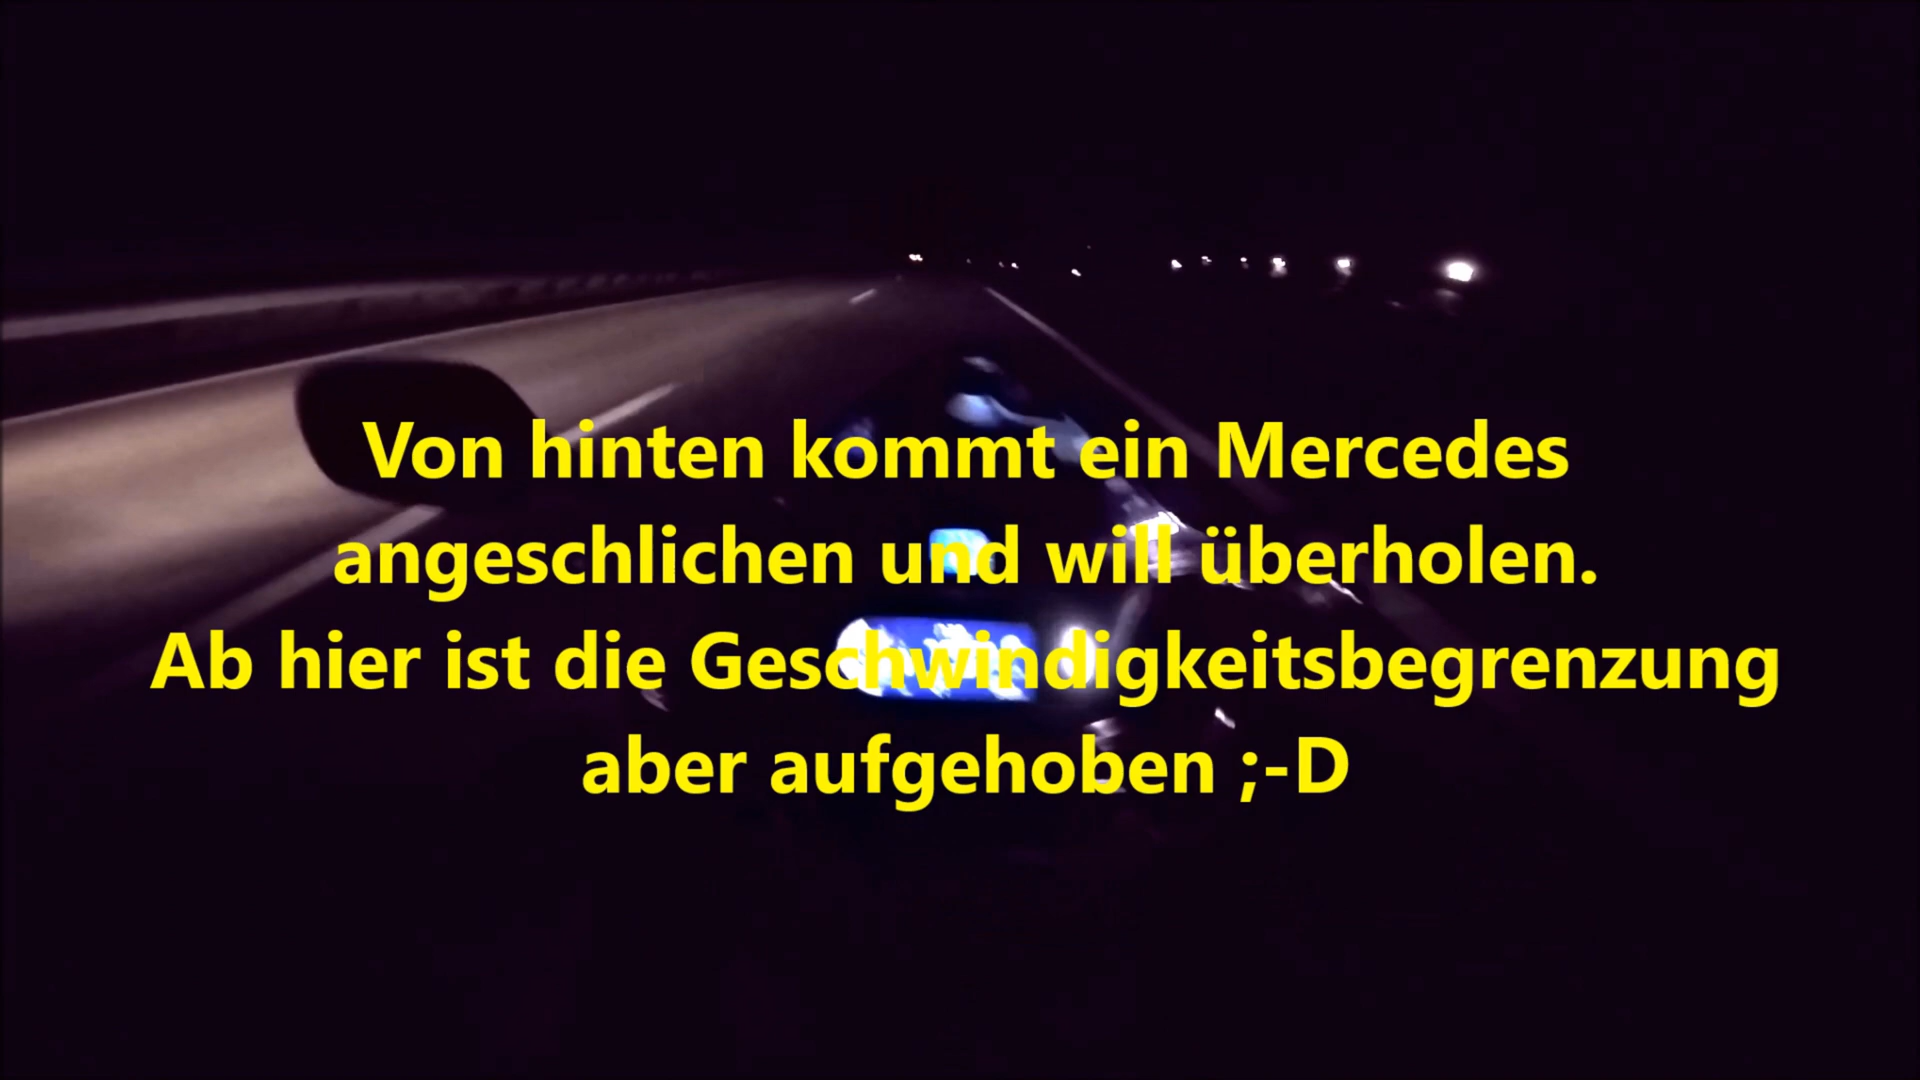 Von hinten kommt ein Mercedes
angeschlichen und will überholen.
Ab hier ist die Geschwindigkeitsbegrenzung
aber aufgehoben ;-D